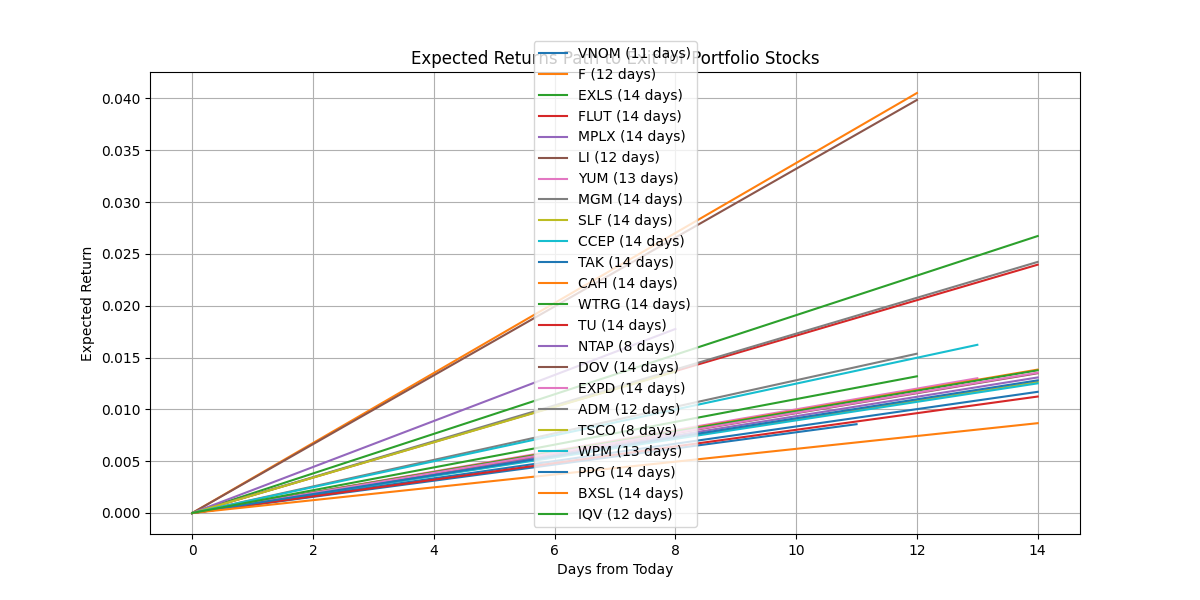 Expected Returns Path to Exit for Portfolio Stocks
VNOM (11 days)
F (12 days)
EXLS (14 days)
FLUT (14 days)
MPLX (14 days)
LI (12 days)
YUM (13 days)
MGM (14 days)
SLF (14 days)
CCEP (14 days)
TAK (14 days)
CAH (14 days)
WTRG (14 days)
TU (14 days)
NTAP (8 days)
DOV (14 days)
EXPD (14 days)
ADM (12 days)
TSCO (8 days)
WPM (13 days)
PPG (14 days)
BXSL (14 days)
IQV (12 days)
Expected Return
0.040
0.035
0.030
0.025
0.020
0.015
0.010
0.005
0.000
0 2 4 6 8 10 12 14
Days from Today